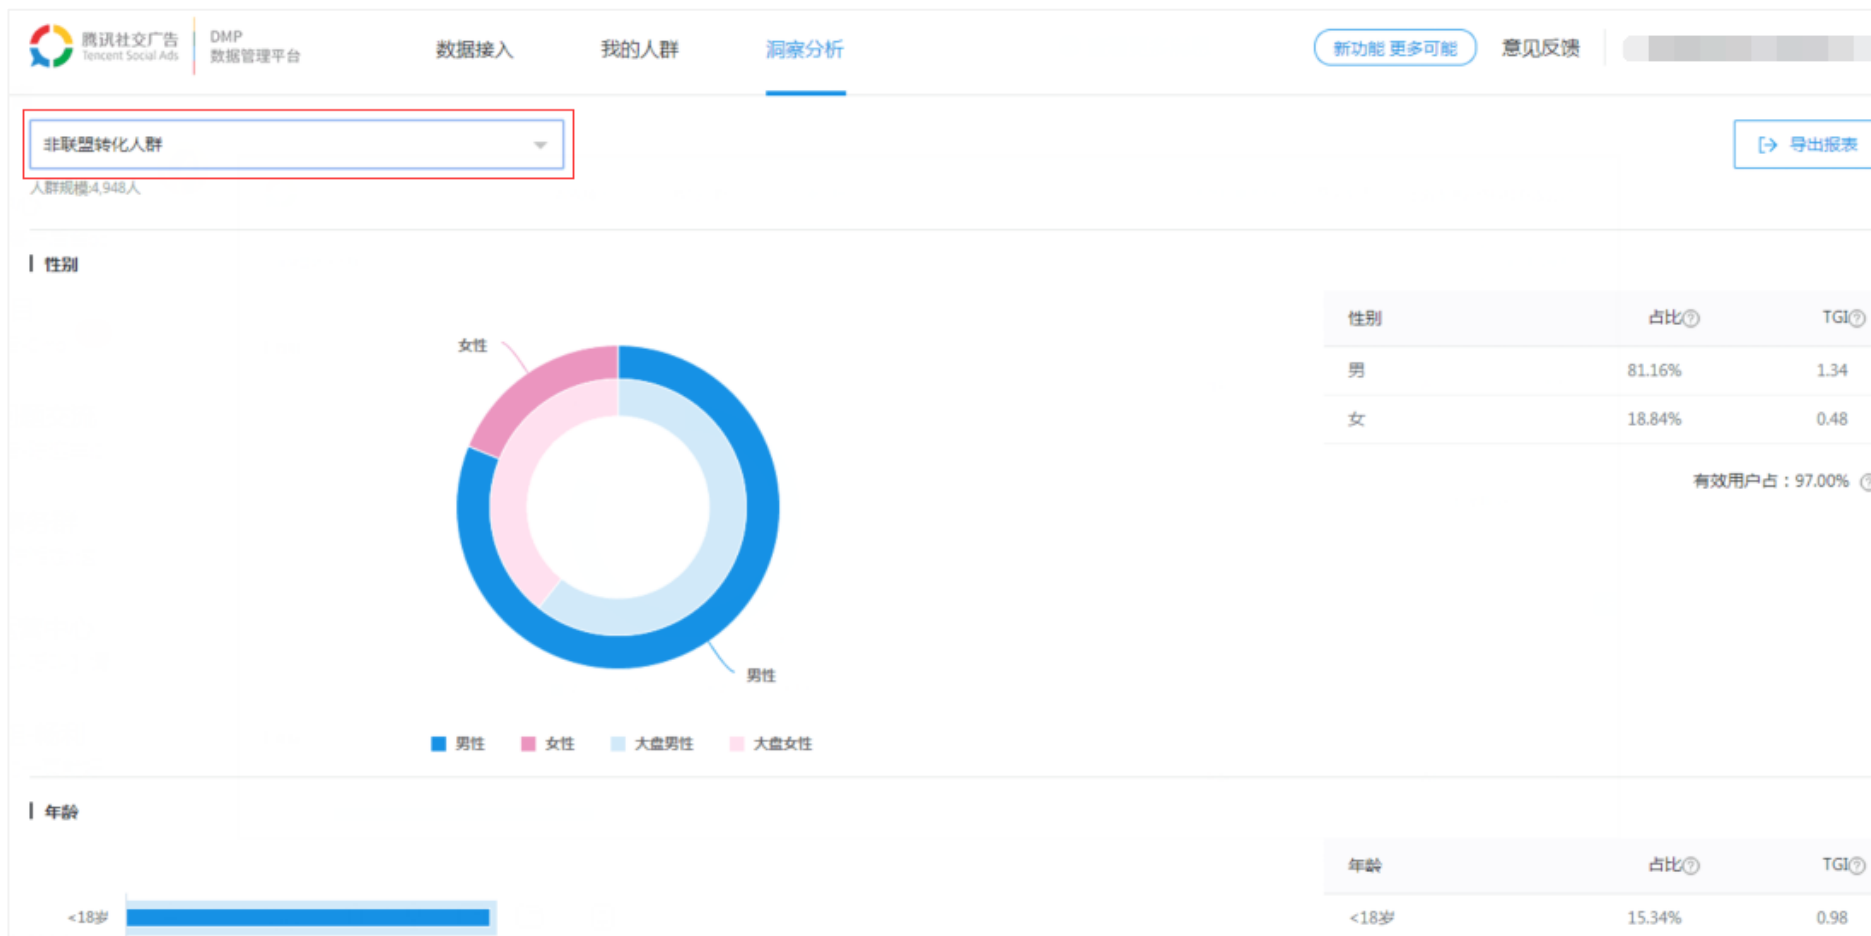 腾讯社交广告
Tencent Social Ads
DMP
数据管理平台
数据接入
我的人群
洞察分析
新功能 更多可能
意见反馈
非联盟转化人群
导出报表
人群规模:4,948人
性别
女性
男性
男性
女性
大盘男性
大盘女性
性别 占比? TGI?
男 81.16% 1.34
女 18.84% 0.48
有效用户占：97.00% ?
年龄
<18岁
年龄 占比? TGI?
<18岁 15.34% 0.98